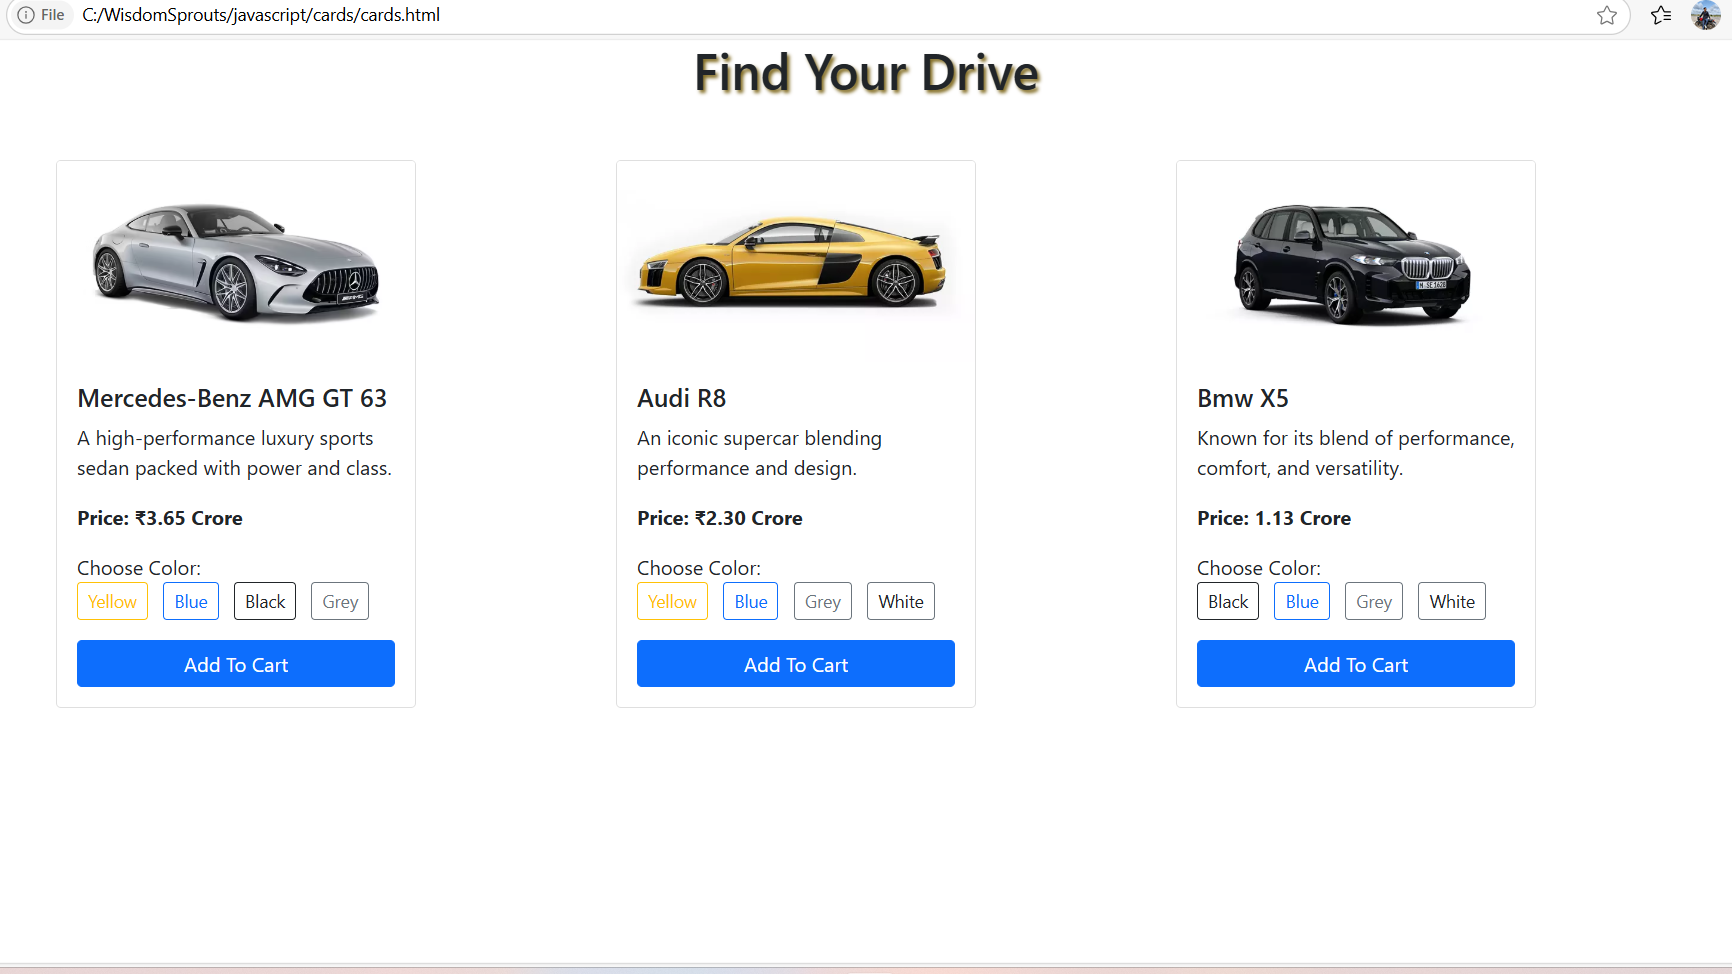 File C:/WisdomSprouts/javascript/cards/cards.html
Find Your Drive
Mercedes-Benz AMG GT 63
A high-performance luxury sports
sedan packed with power and class.
Price: ₹3.65 Crore
Choose Color:
Yellow Blue Black Grey
Add To Cart
Audi R8
An iconic supercar blending
performance and design.
Price: ₹2.30 Crore
Choose Color:
Yellow Blue Grey White
Add To Cart
Bmw X5
Known for its blend of performance,
comfort, and versatility.
Price: 1.13 Crore
Choose Color:
Black Blue Grey White
Add To Cart